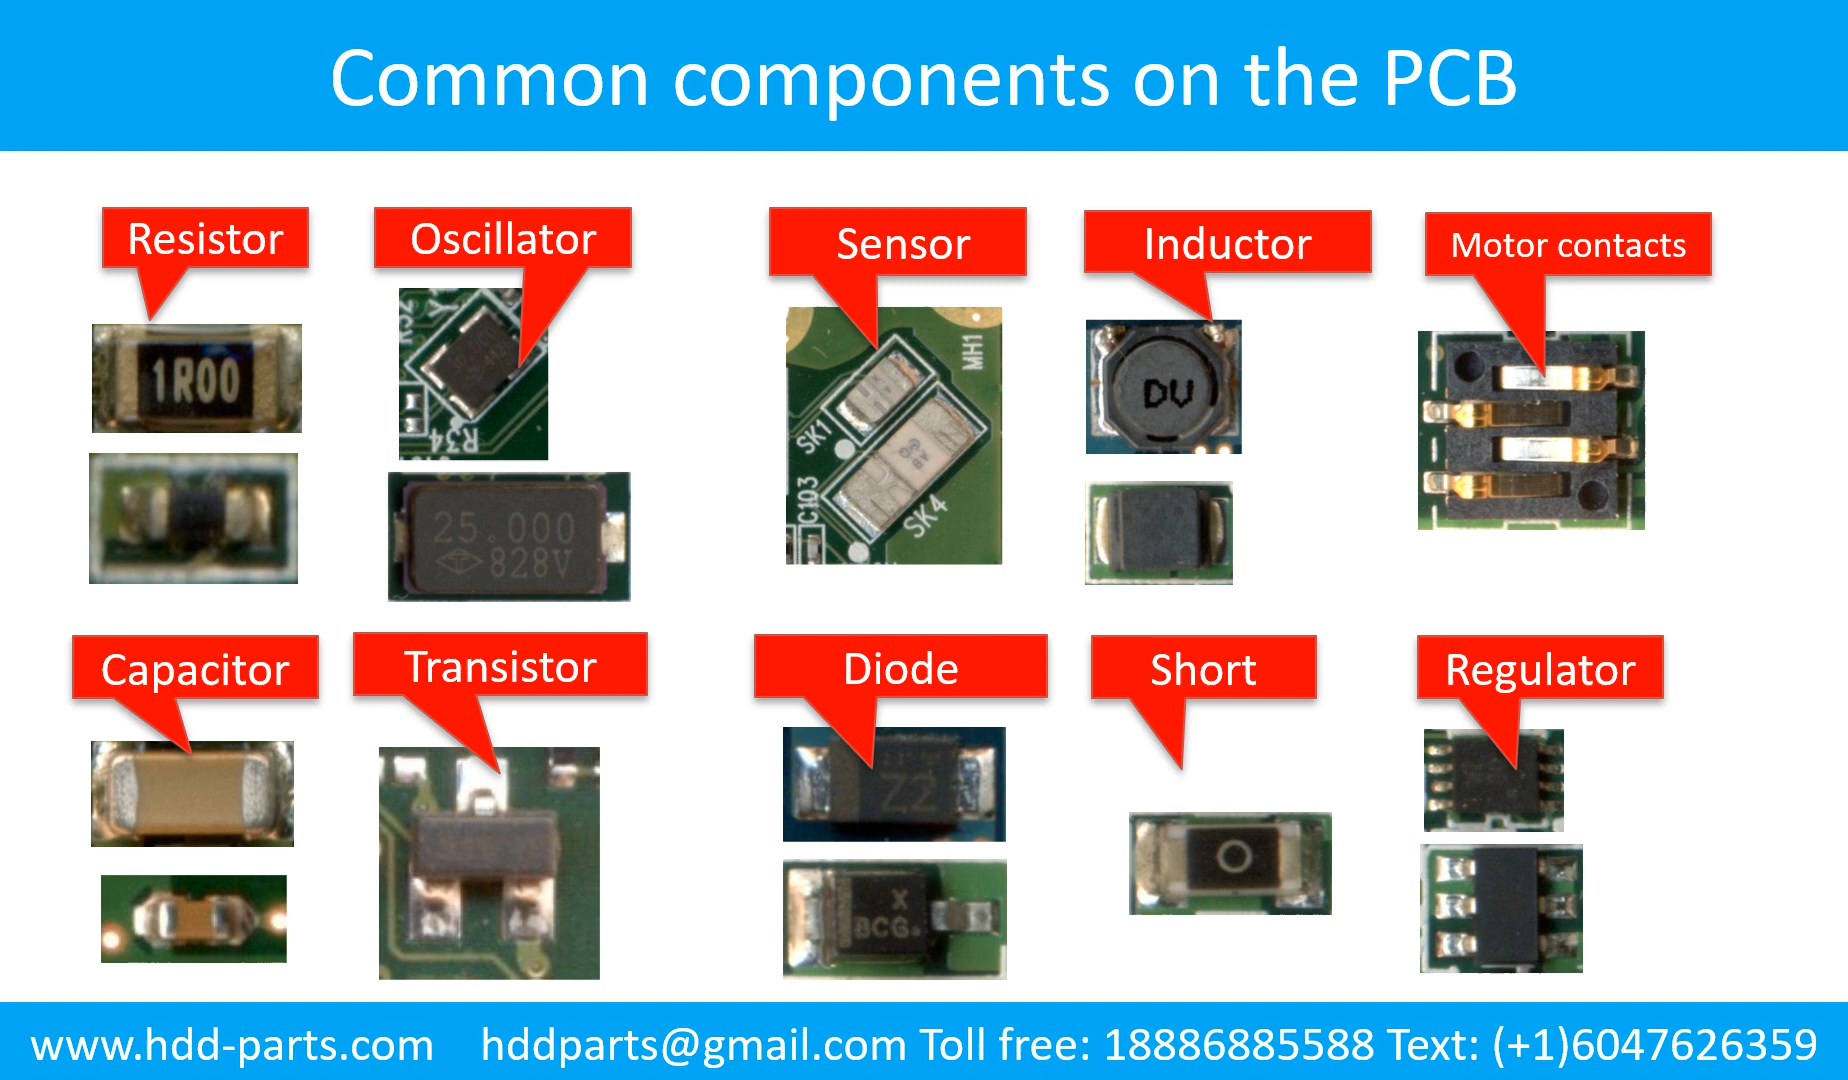 Common components on the PCB
Resistor
Oscillator
Sensor
Inductor
Motor contacts
1R00
R34
25.000
828V
MH1
SK1
SK4
C103
DV
Capacitor
Transistor
Diode
Short
Regulator
Z2
X
BCG
O
www.hdd-parts.com hddparts@gmail.com Toll free: 18886885588 Text: (+1)6047626359